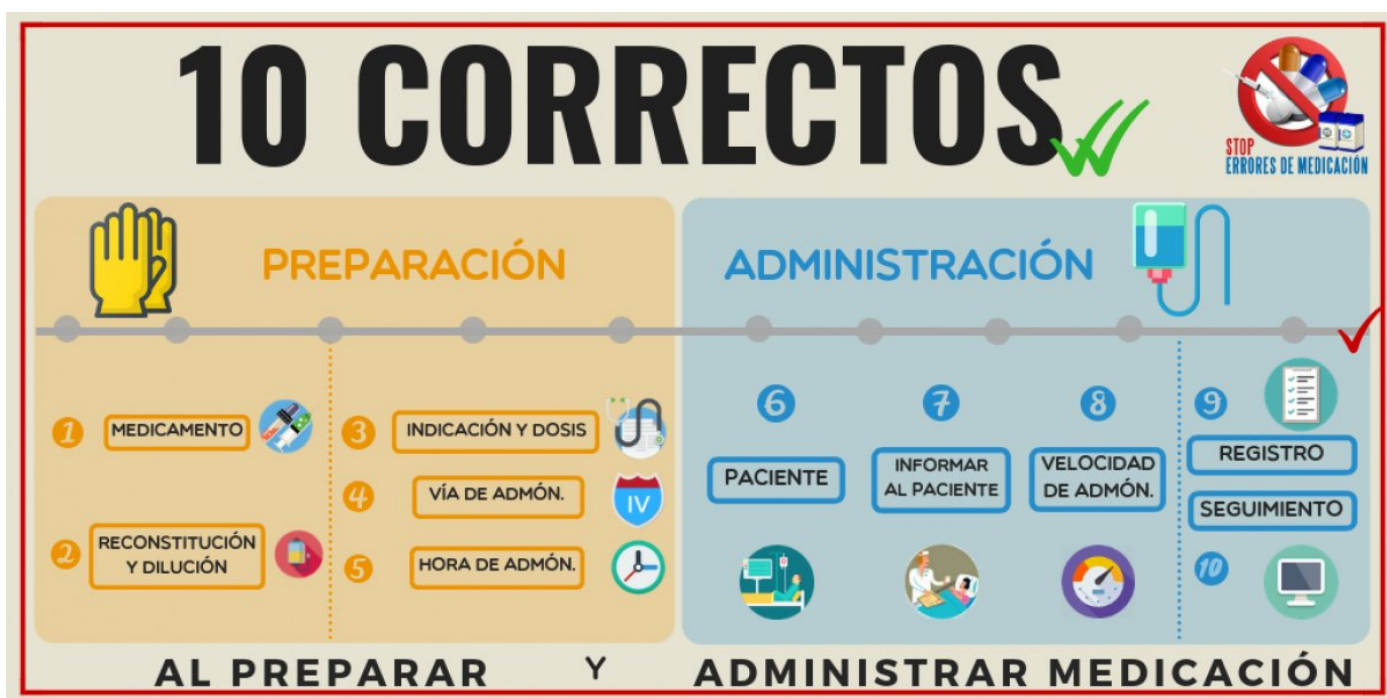 10 CORRECTOS
STOP
ERRORES DE MEDICACIÓN
PREPARACIÓN
1 MEDICAMENTO
2 RECONSTITUCIÓN
Y DILUCIÓN
3 INDICACIÓN Y DOSIS
4 VÍA DE ADMÓN.
IV
5 HORA DE ADMÓN.
ADMINISTRACIÓN
6
PACIENTE
7
INFORMAR
AL PACIENTE
8
VELOCIDAD
DE ADMÓN.
9
REGISTRO
SEGUIMIENTO
10
AL PREPARAR Y ADMINISTRAR MEDICACIÓN